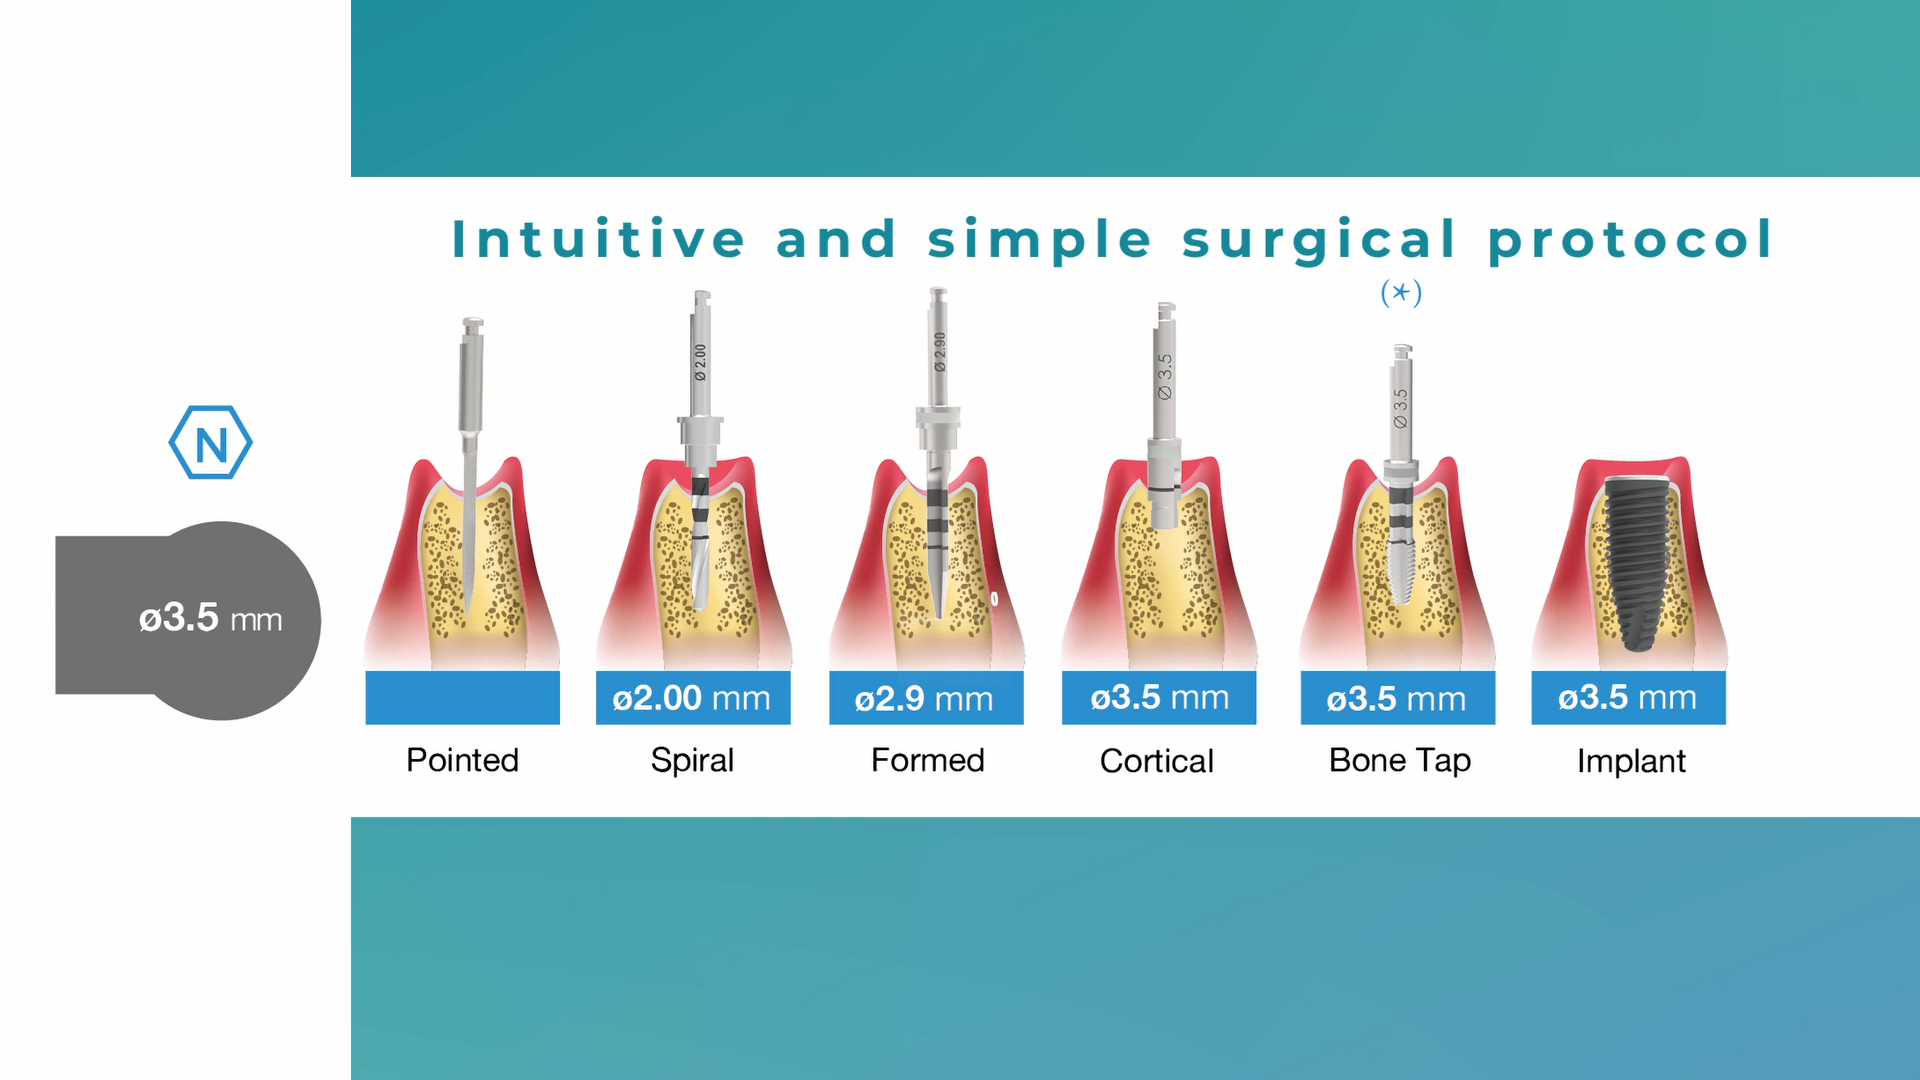 Intuitive and simple surgical protocol
(*)
N
ø3.5 mm
Ø 2.00
Ø 2.90
Ø 3.5
Ø 3.5
ø2.00 mm
ø2.9 mm
ø3.5 mm
ø3.5 mm
ø3.5 mm
Pointed
Spiral
Formed
Cortical
Bone Tap
Implant